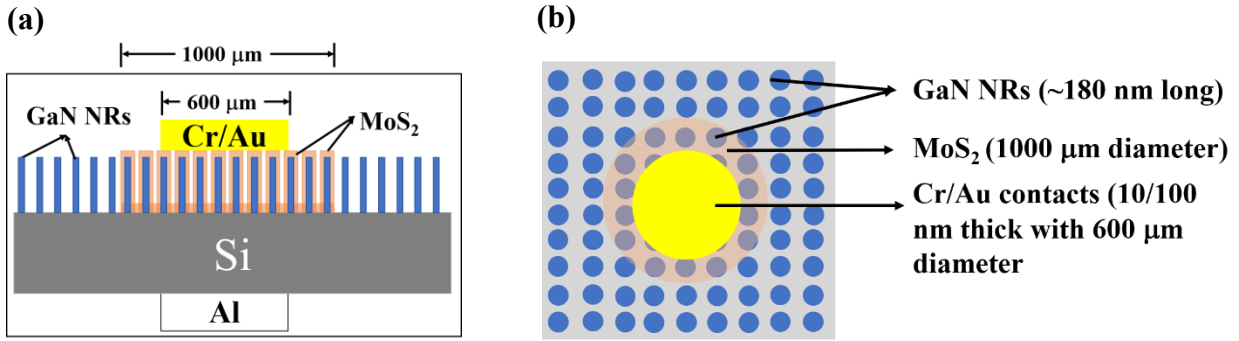 (a)
1000 μm
600 μm
GaN NRs
Cr/Au
MoS₂
Si
Al
(b)
GaN NRs (~180 nm long)
MoS₂ (1000 μm diameter)
Cr/Au contacts (10/100
nm thick with 600 μm
diameter